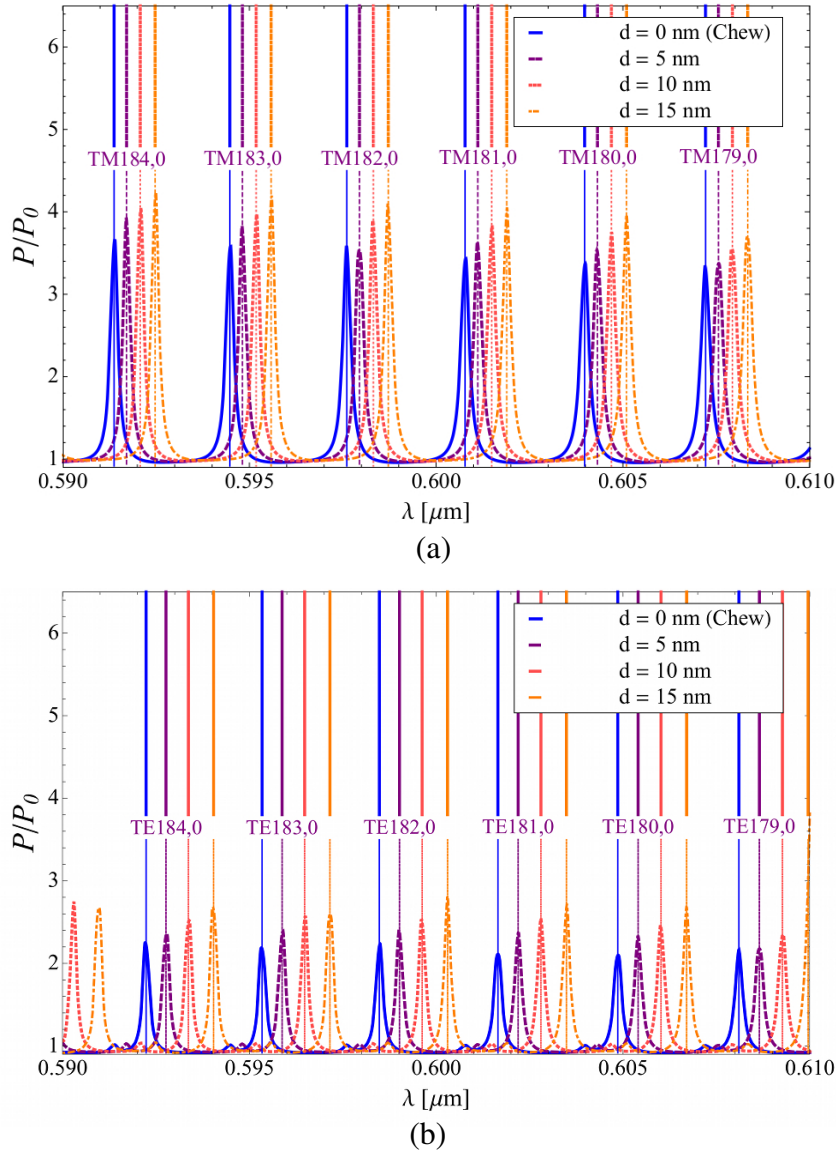 6
5
4
3
2
1
P/P0
d = 0 nm (Chew)
d = 5 nm
d = 10 nm
d = 15 nm
TM184,0 TM183,0 TM182,0 TM181,0 TM180,0 TM179,0
0.590 0.595 0.600 0.605 0.610
λ [μm]
(a)
6
5
4
3
2
1
P/P0
d = 0 nm (Chew)
d = 5 nm
d = 10 nm
d = 15 nm
TE184,0 TE183,0 TE182,0 TE181,0 TE180,0 TE179,0
0.590 0.595 0.600 0.605 0.610
λ [μm]
(b)